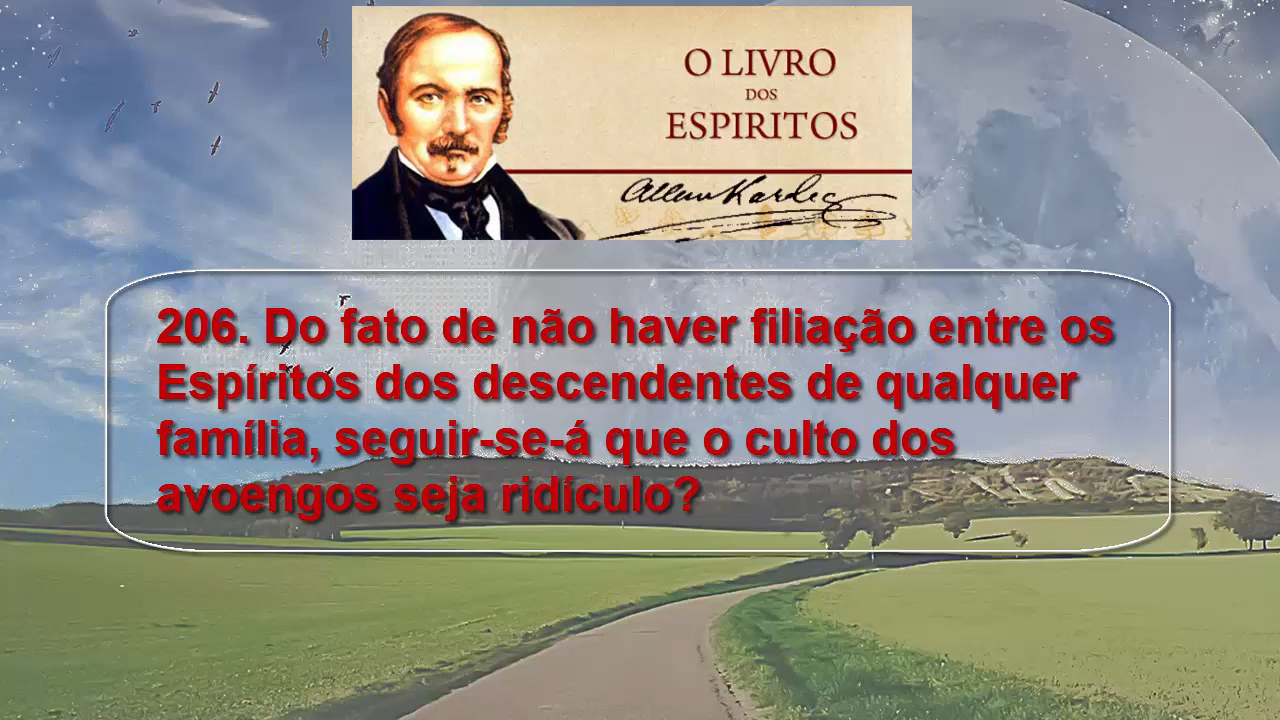 O LIVRO
DOS
ESPIRITOS
Allan Kardec
206. Do fato de não haver filiação entre os
Espíritos dos descendentes de qualquer
família, seguir-se-á que o culto dos
avoengos seja ridículo?